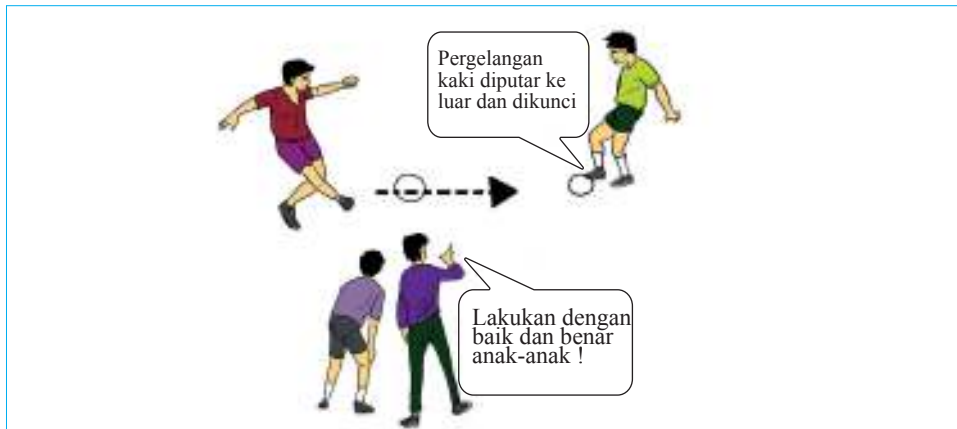 Pergelangan
kaki diputar ke
luar dan dikunci
Lakukan dengan
baik dan benar
anak-anak !